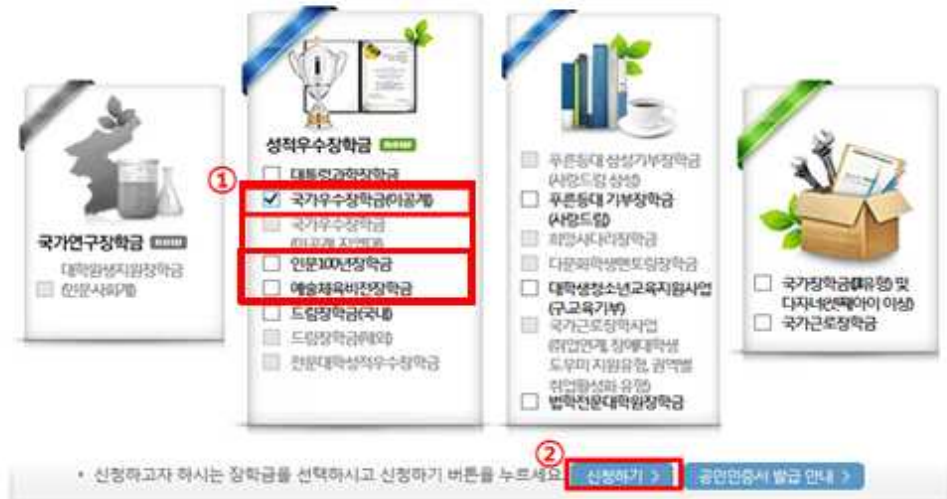 국가연구장학금
대학원생지원장학금
(인문사회계)
①
성적우수장학금 NEW
대통령과학장학금
국가우수장학금(이공계)
국가우수장학금
인문100년장학금
예술체육비전장학금
드림장학금(국내)
드림장학금(해외)
전문대학성적우수장학금
푸른등대 삼성기부장학금
(사랑드림 삼성)
푸른등대 기부장학금
(사랑드림)
희망사다리장학금
다문화학생멘토링장학금
대학생청소년교육지원사업
(구.교육기부)
국가근로장학사업
(취업연계, 장애대학생
도우미 지원유형, 권역별
취업활성화 유형)
법학전문대학원장학금
국가장학금(Ⅱ유형) 및
다자녀(셋째아이 이상)
국가근로장학금
②
• 신청하고자 하시는 장학금을 선택하시고 신청하기 버튼을 누르세요
신청하기 >
공인인증서 발급 안내 >